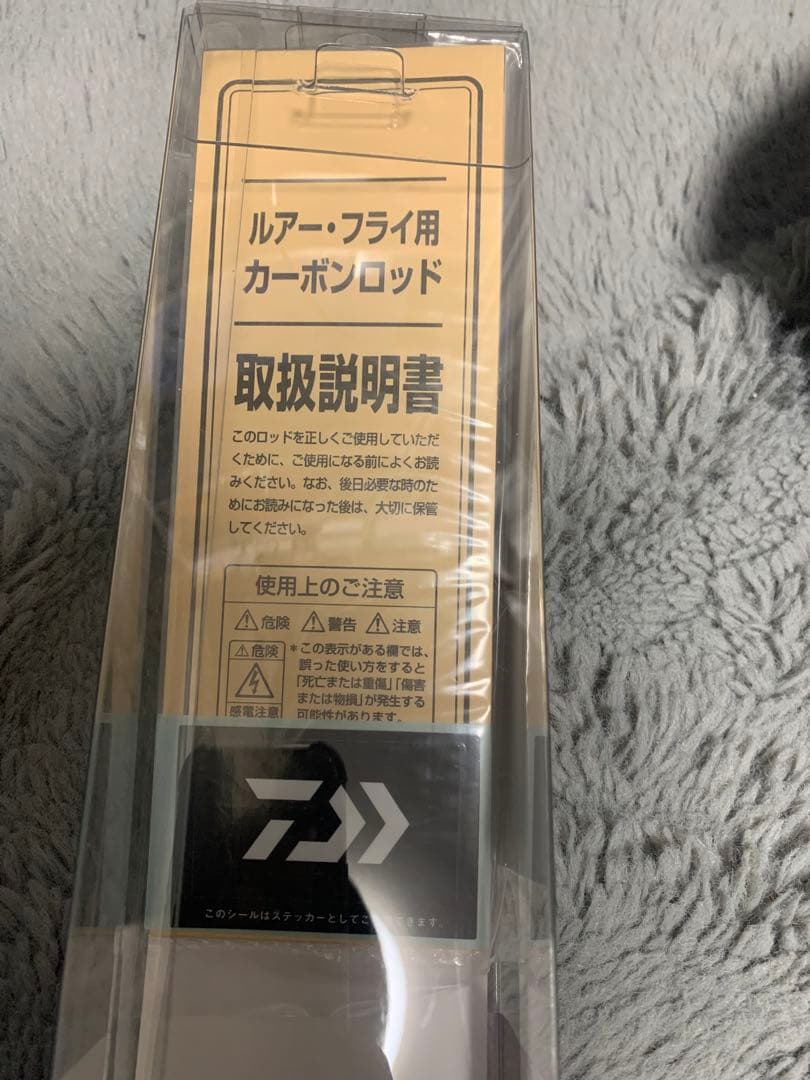 ルアー・フライ用
カーボンロッド
取扱説明書
このロッドを正しくご使用していただ
くために、ご使用になる前によくお読
みください。なお、後日必要な時のた
めにお読みになった後は、大切に保管
してください。
使用上のご注意
⚠危険 ⚠警告 ⚠注意
⚠危険
感電注意
*この表示がある欄では、
誤った使い方をすると
「死亡または重傷」「傷害
または物損」が発生する
可能性があります。
このシールはステッカーとしてご できます。